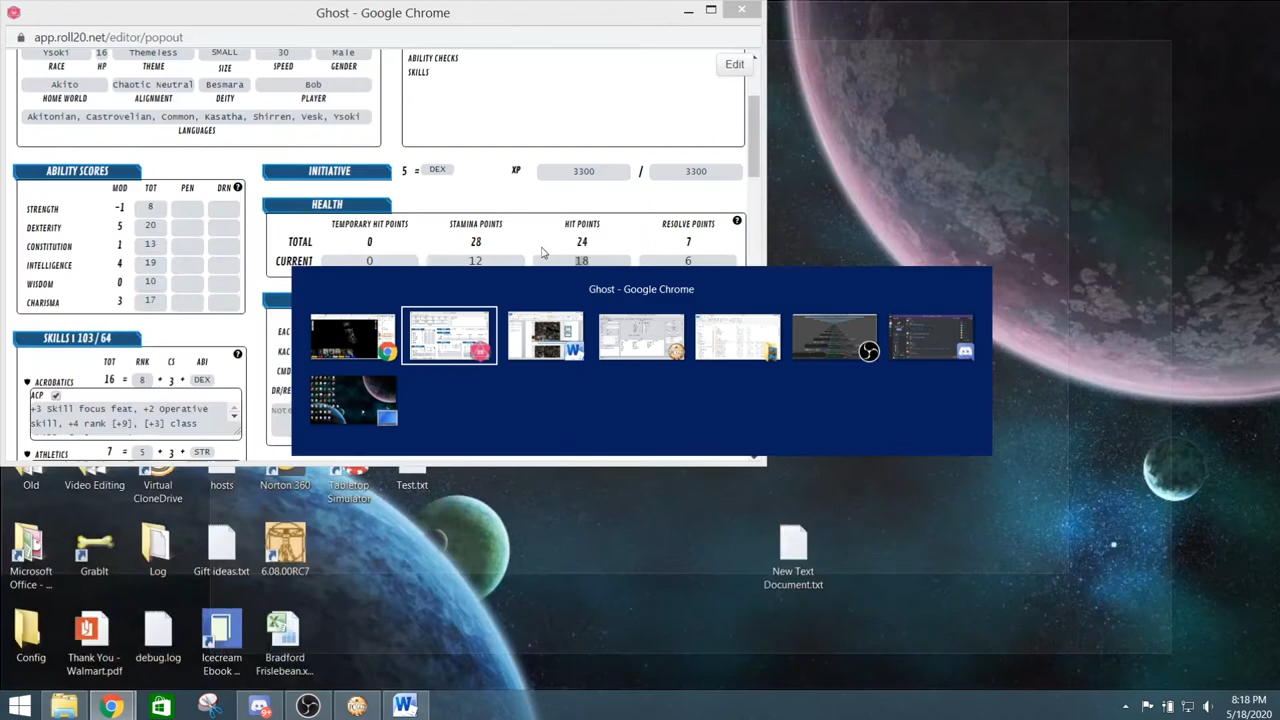 Ghost - Google Chrome
app.roll20.net/editor/popout
Ysoki 16 Themeless SMALL 30 Male
RACE HP THEME SIZE SPEED GENDER
Akito Chaotic Neutral Besmara Bob
HOME WORLD ALIGNMENT DEITY PLAYER
Akitonian, Castrovelian, Common, Kasatha, Shirren, Vesk, Ysoki
LANGUAGES
ABILITY CHECKS
SKILLS
Edit
ABILITY SCORES
MOD TOT PEN DRN ?
STRENGTH -1 8
DEXTERITY 5 20
CONSTITUTION 1 13
INTELLIGENCE 4 19
WISDOM 0 10
CHARISMA 3 17
INITIATIVE 5 = DEX XP 3300 / 3300
HEALTH
TEMPORARY HIT POINTS STAMINA POINTS HIT POINTS RESOLVE POINTS ?
TOTAL 0 28 24 7
CURRENT 0 12 18 6
Ghost - Google Chrome
SKILLS | 103 / 64
TOT RNK CS ABI ?
ACROBATICS 16 = 8 + 3 + DEX
ACP
+3 Skill focus feat, +2 Operative
skill, +4 rank [+9], [+3] class
ATHLETICS 7 = 5 + 3 + STR
EAC
KAC
CMD
DR/RE
Note
Old
Video Editing
Virtual
CloneDrive
hosts
Norton 360
Tabletop
Simulator
Test.txt
Microsoft
Office - ...
GrabIt
Log
Gift ideas.txt
6.08.00RC7
New Text
Document.txt
Config
Thank You -
Walmart.pdf
debug.log
Icecream
Ebook ...
Bradford
Frislebean.x...
8:18 PM
5/18/2020